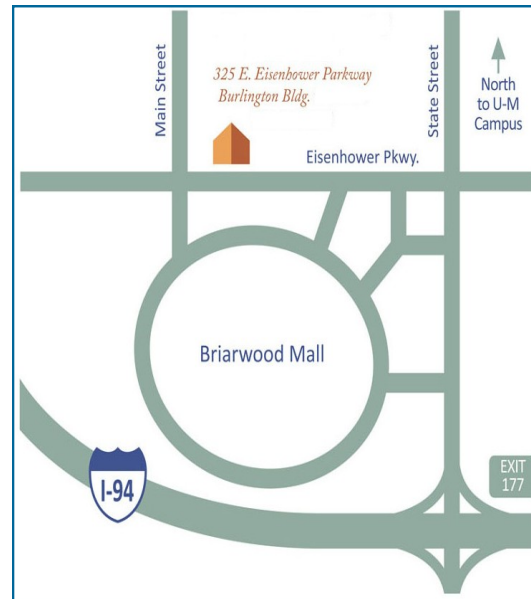 Main Street
325 E. Eisenhower Parkway
Burlington Bldg.
State Street
North
to U-M
Campus
Eisenhower Pkwy.
Briarwood Mall
I-94
EXIT
177